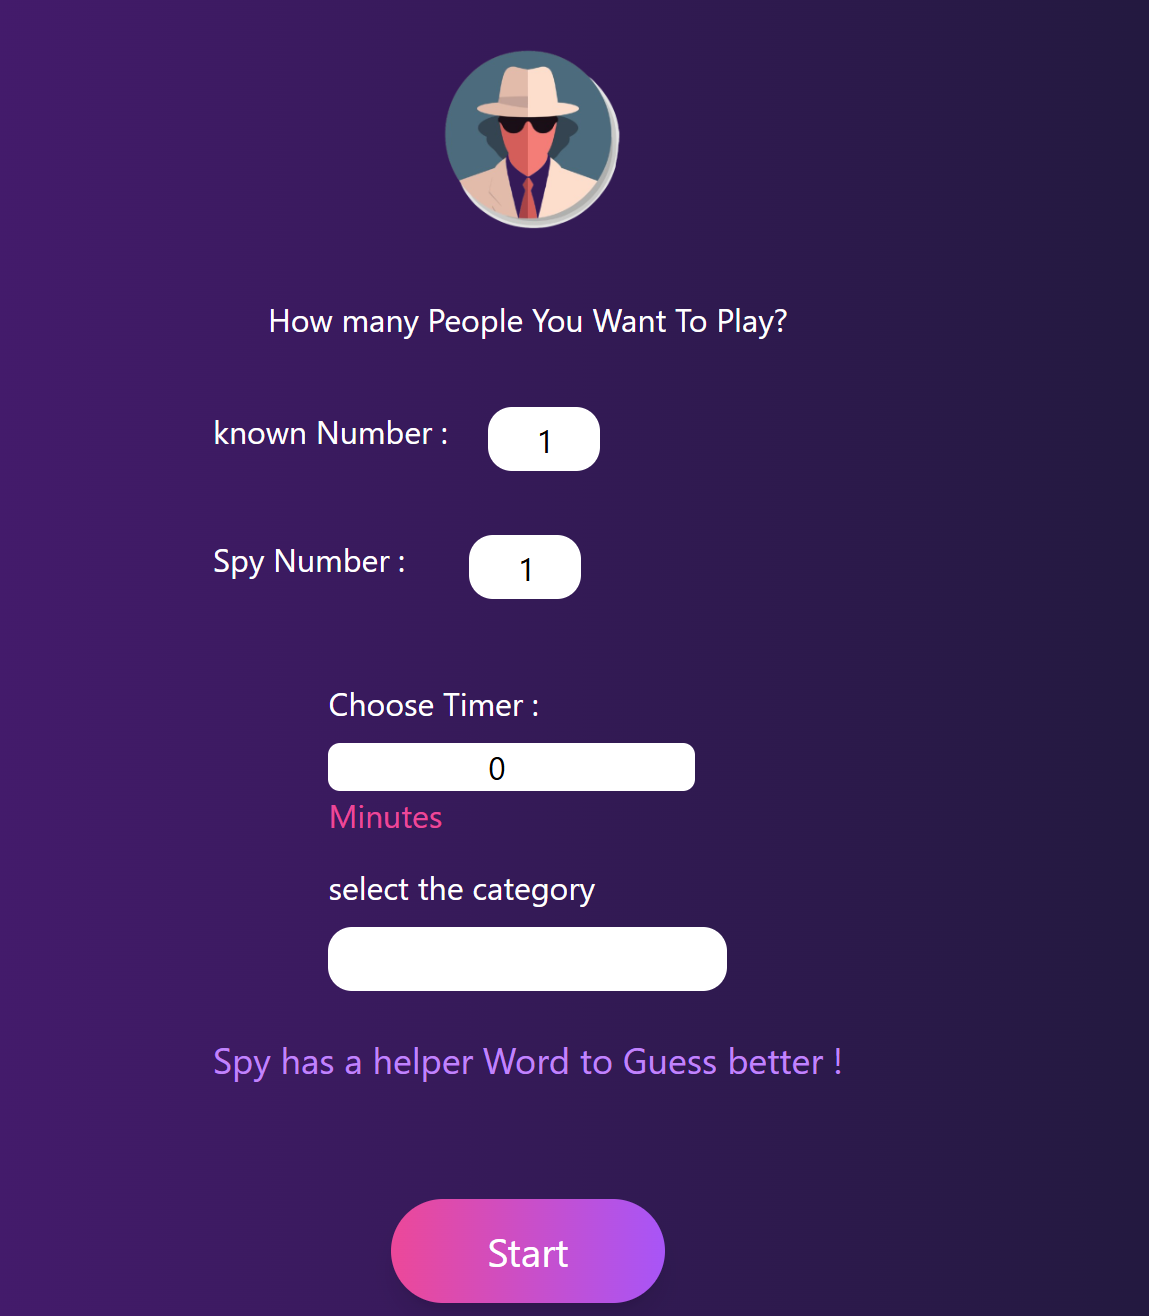 How many People You Want To Play?
known Number :
1
Spy Number :
1
Choose Timer :
0
Minutes
select the category
Spy has a helper Word to Guess better !
Start